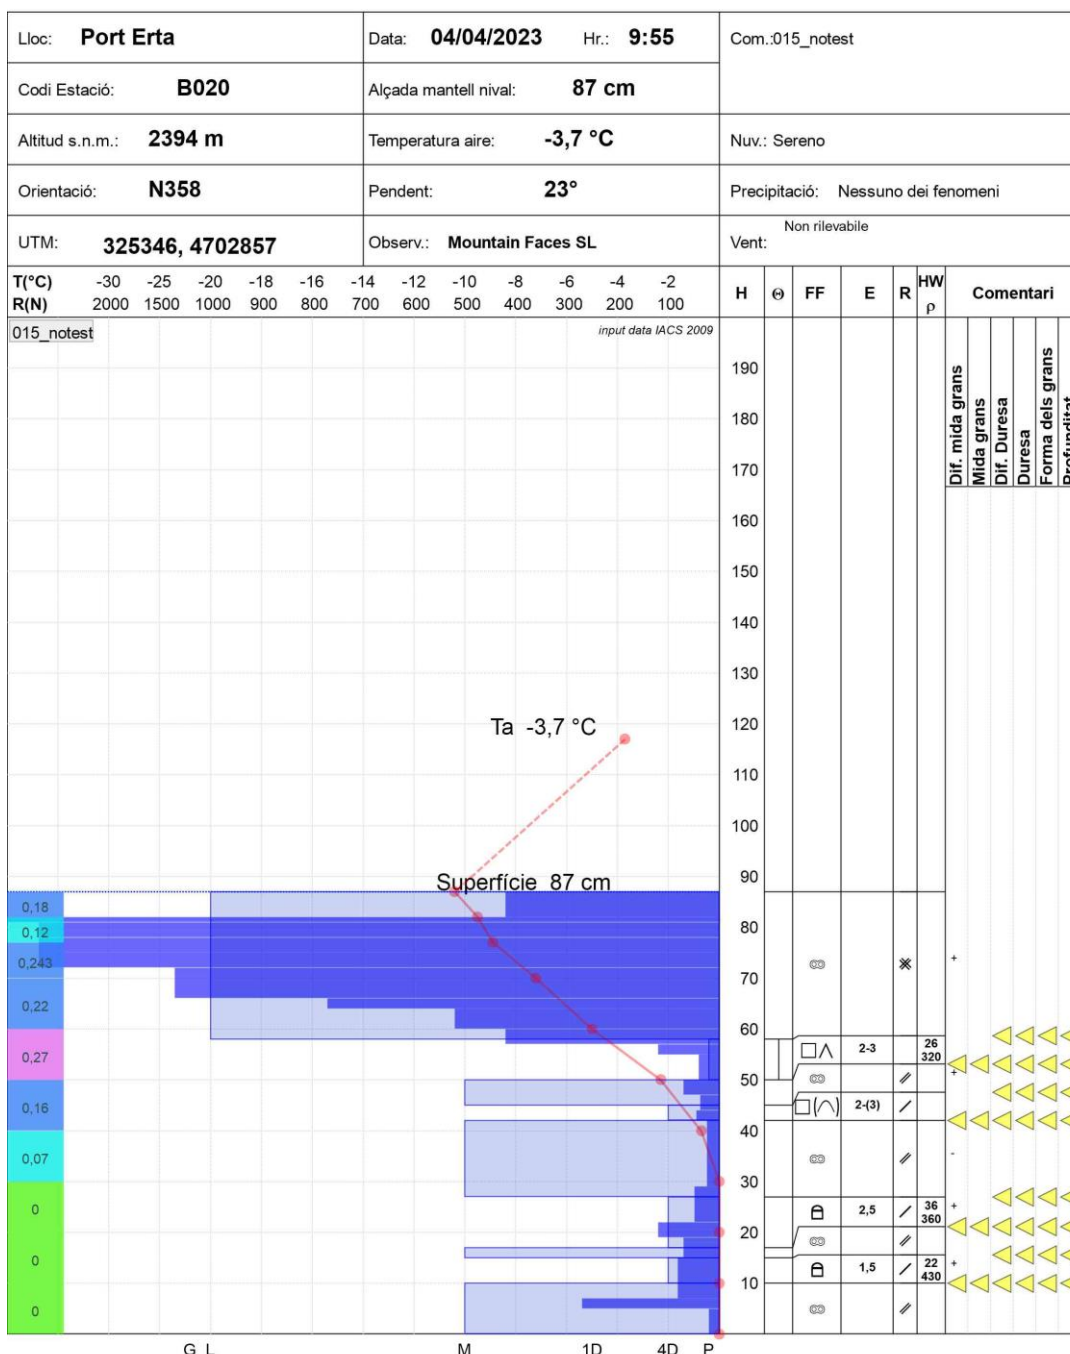 Lloc: Port Erta Data: 04/04/2023 Hr.: 9:55 Com.:015_notest
Codi Estació: B020 Alçada mantell nival: 87 cm
Altitud s.n.m.: 2394 m Temperatura aire: -3,7 °C Nuv.: Sereno
Orientació: N358 Pendent: 23° Precipitació: Nessuno dei fenomeni
UTM: 325346, 4702857 Observ.: Mountain Faces SL Vent: Non rilevabile
T(°C) -30 -25 -20 -18 -16 -14 -12 -10 -8 -6 -4 -2
R(N) 2000 1500 1000 900 800 700 600 500 400 300 200 100
H Θ FF E R HW ρ Comentari
015_notest input data IACS 2009
Dif. mida grans
Mida grans
Dif. Duresa
Duresa
Forma dels grans
Profunditat
190
180
170
160
150
140
130
120
Ta -3,7 °C
110
100
90
Superfície 87 cm
0,18
80
0,12
0,243
70 +
0,22
60
2-3 26
320
0,27
50 +
0,16
2-(3)
40
0,07
-
30
0 2,5 36 +
360
20
0
1,5 22 +
430
10
0
G L M 1D 4D P